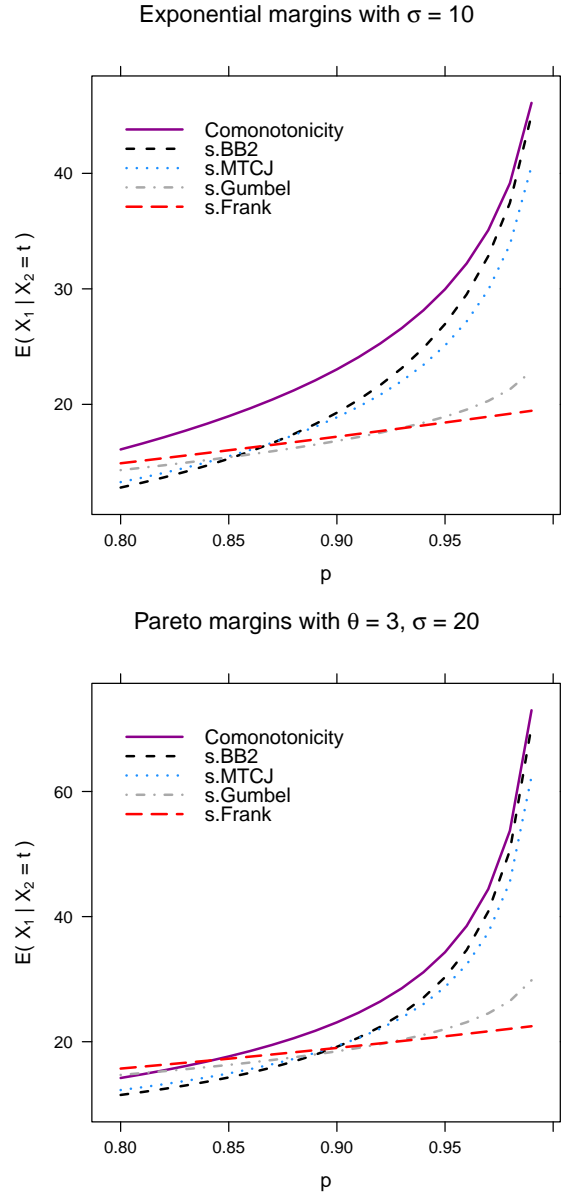 Exponential margins with σ = 10
Comonotonicity
s.BB2
s.MTCJ
s.Gumbel
s.Frank
40
30
20
E( X₁ | X₂ = t )
0.80 0.85 0.90 0.95
p
Pareto margins with θ = 3, σ = 20
Comonotonicity
s.BB2
s.MTCJ
s.Gumbel
s.Frank
60
40
20
E( X₁ | X₂ = t )
0.80 0.85 0.90 0.95
p